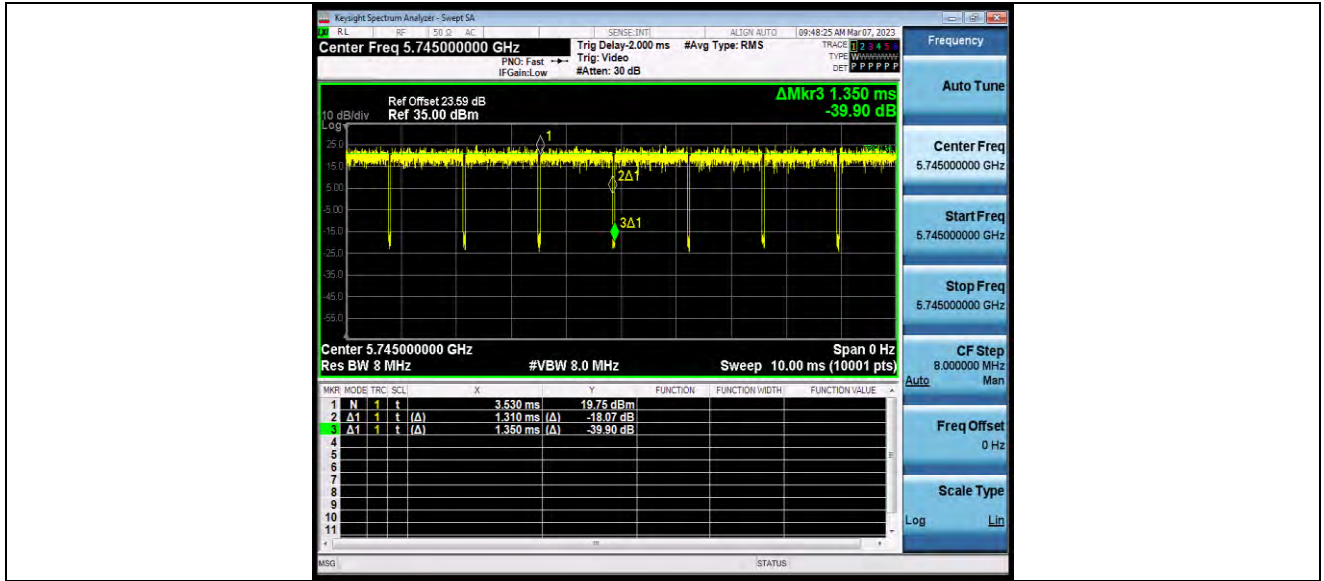 Keysight Spectrum Analyzer - Swept SA
RL RF 50 Ω AC SENSE:INT ALIGN AUTO 09:48:25 AM Mar 07, 2023
Center Freq 5.745000000 GHz
Trig Delay-2.000 ms #Avg Type: RMS
TRACE 1 2 3 4 5 6
PNO: Fast Trig: Video
TYPE WWWWWW
IFGain:Low #Atten: 30 dB
DET P P P P P P
ΔMkr3 1.350 ms
-39.90 dB
Ref Offset 23.59 dB
10 dB/div Ref 35.00 dBm
Log
25.0
15.0
5.00
-5.00
-15.0
-25.0
-35.0
-45.0
-55.0
1
2Δ1
3Δ1
Center 5.745000000 GHz Span 0 Hz
Res BW 8 MHz #VBW 8.0 MHz Sweep 10.00 ms (10001 pts)
MKR MODE TRC SCL X Y FUNCTION FUNCTION WIDTH FUNCTION VALUE
1 N 1 t 3.530 ms 19.75 dBm
2 Δ1 1 t (Δ) 1.310 ms (Δ) -18.07 dB
3 Δ1 1 t (Δ) 1.350 ms (Δ) -39.90 dB
4
5
6
7
8
9
10
11
MSG STATUS
Frequency
Auto Tune
Center Freq
5.745000000 GHz
Start Freq
5.745000000 GHz
Stop Freq
5.745000000 GHz
CF Step
8.000000 MHz
Auto Man
Freq Offset
0 Hz
Scale Type
Log Lin